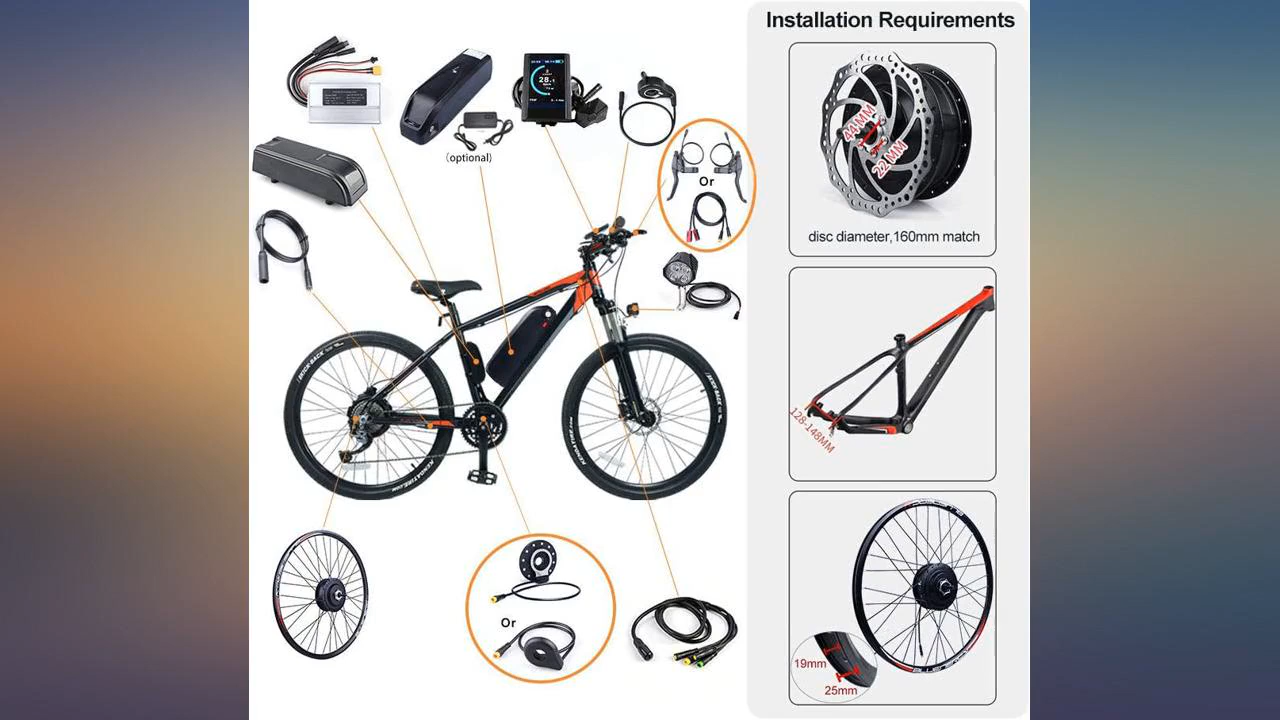 Installation Requirements
(optional)
28.1
Or
44MM
22 MM
disc diameter,160mm match
128-148MM
Or
19mm
25mm